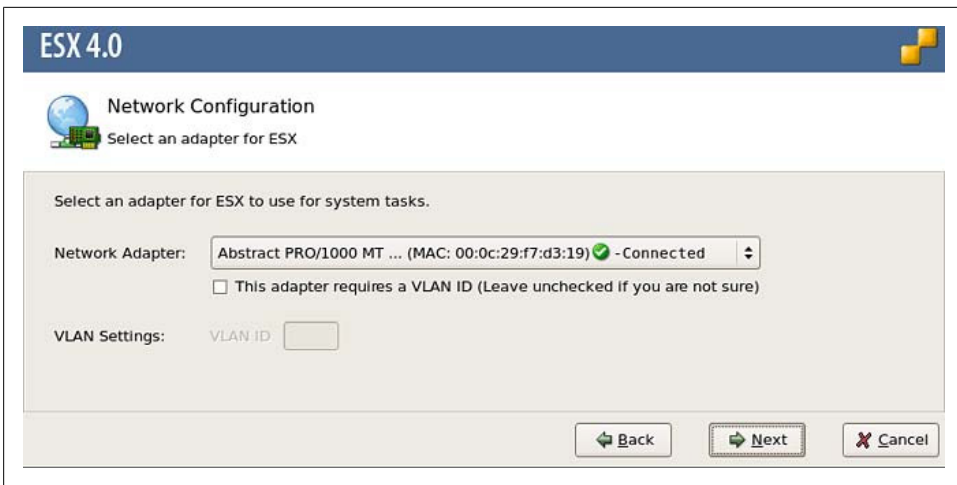 ESX 4.0
Network Configuration
Select an adapter for ESX
Select an adapter for ESX to use for system tasks.
Network Adapter: Abstract PRO/1000 MT ... (MAC: 00:0c:29:f7:d3:19) - Connected
This adapter requires a VLAN ID (Leave unchecked if you are not sure)
VLAN Settings: VLAN ID
Back Next Cancel